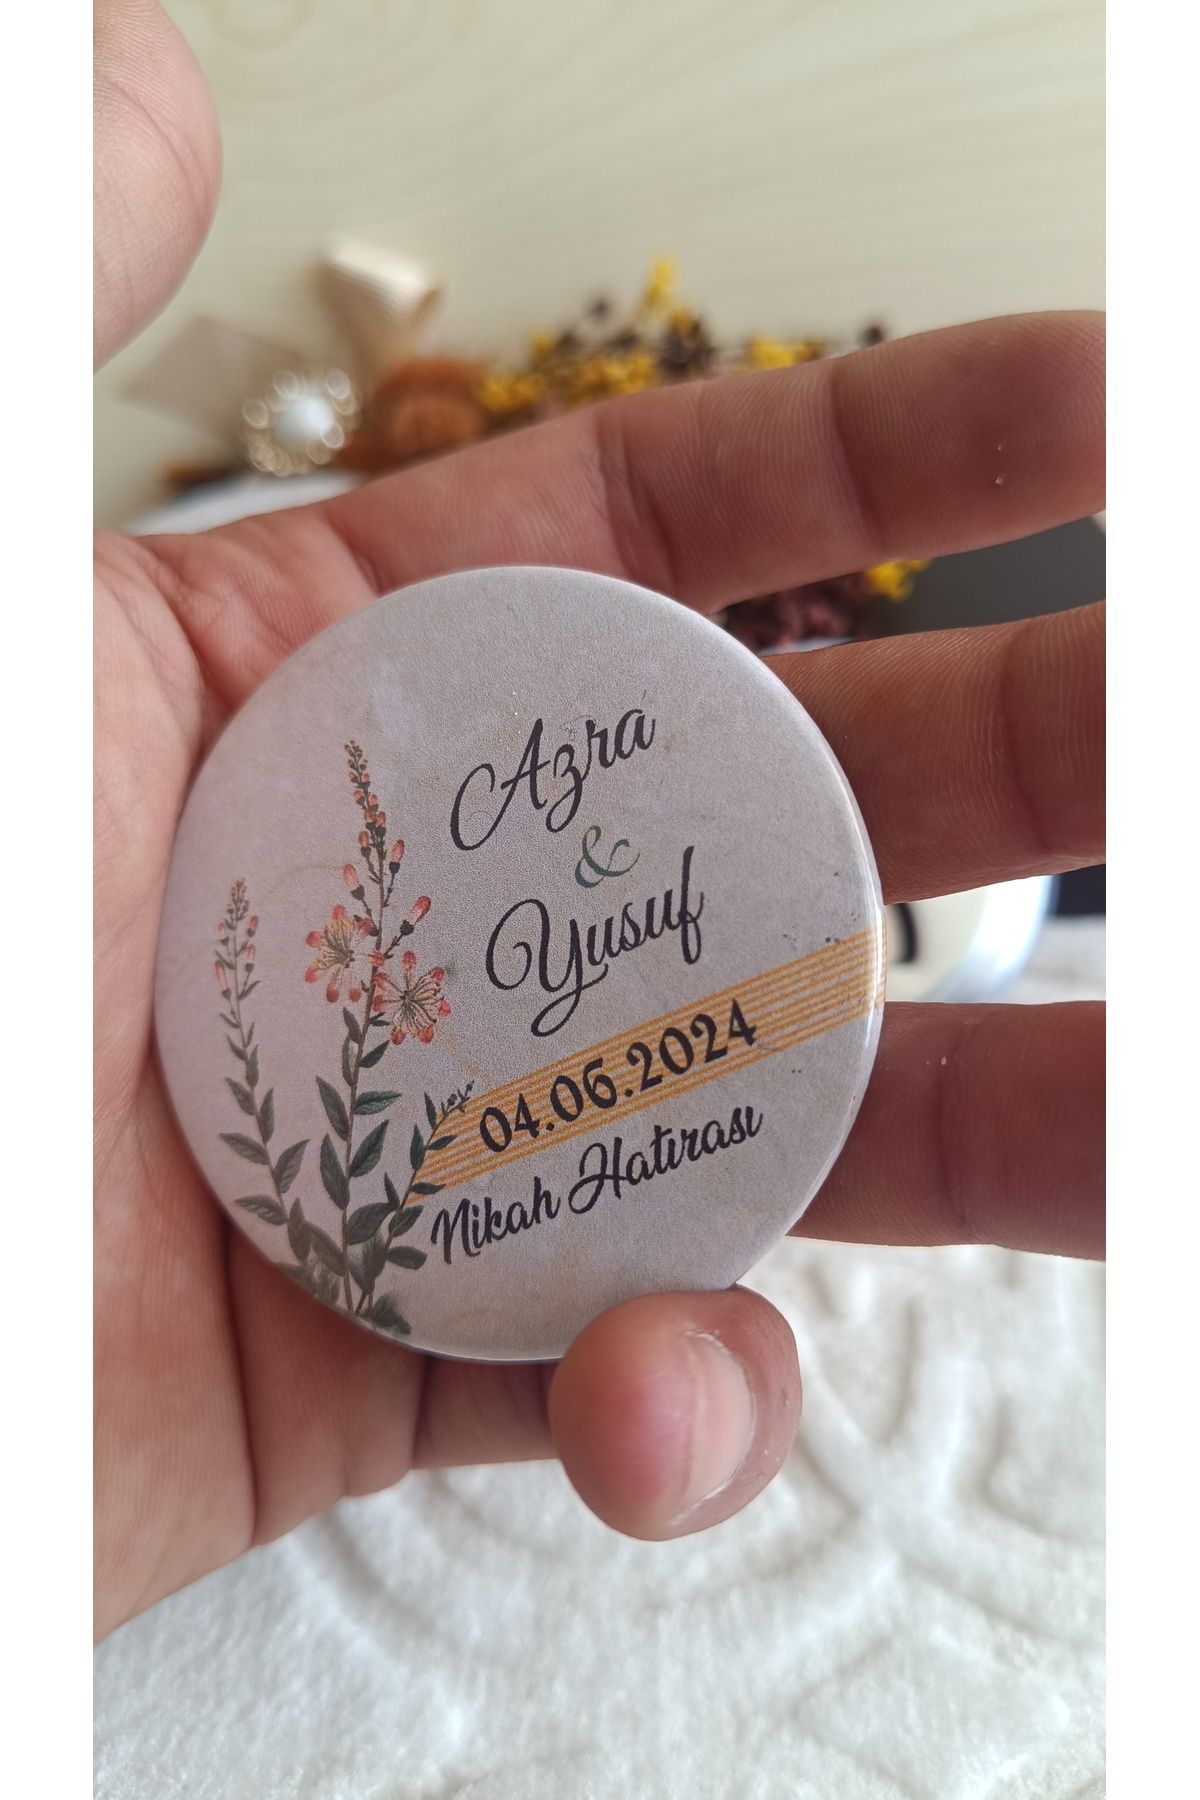 Azra
&
Yusuf
04.06.2024
Nikah Hatırası